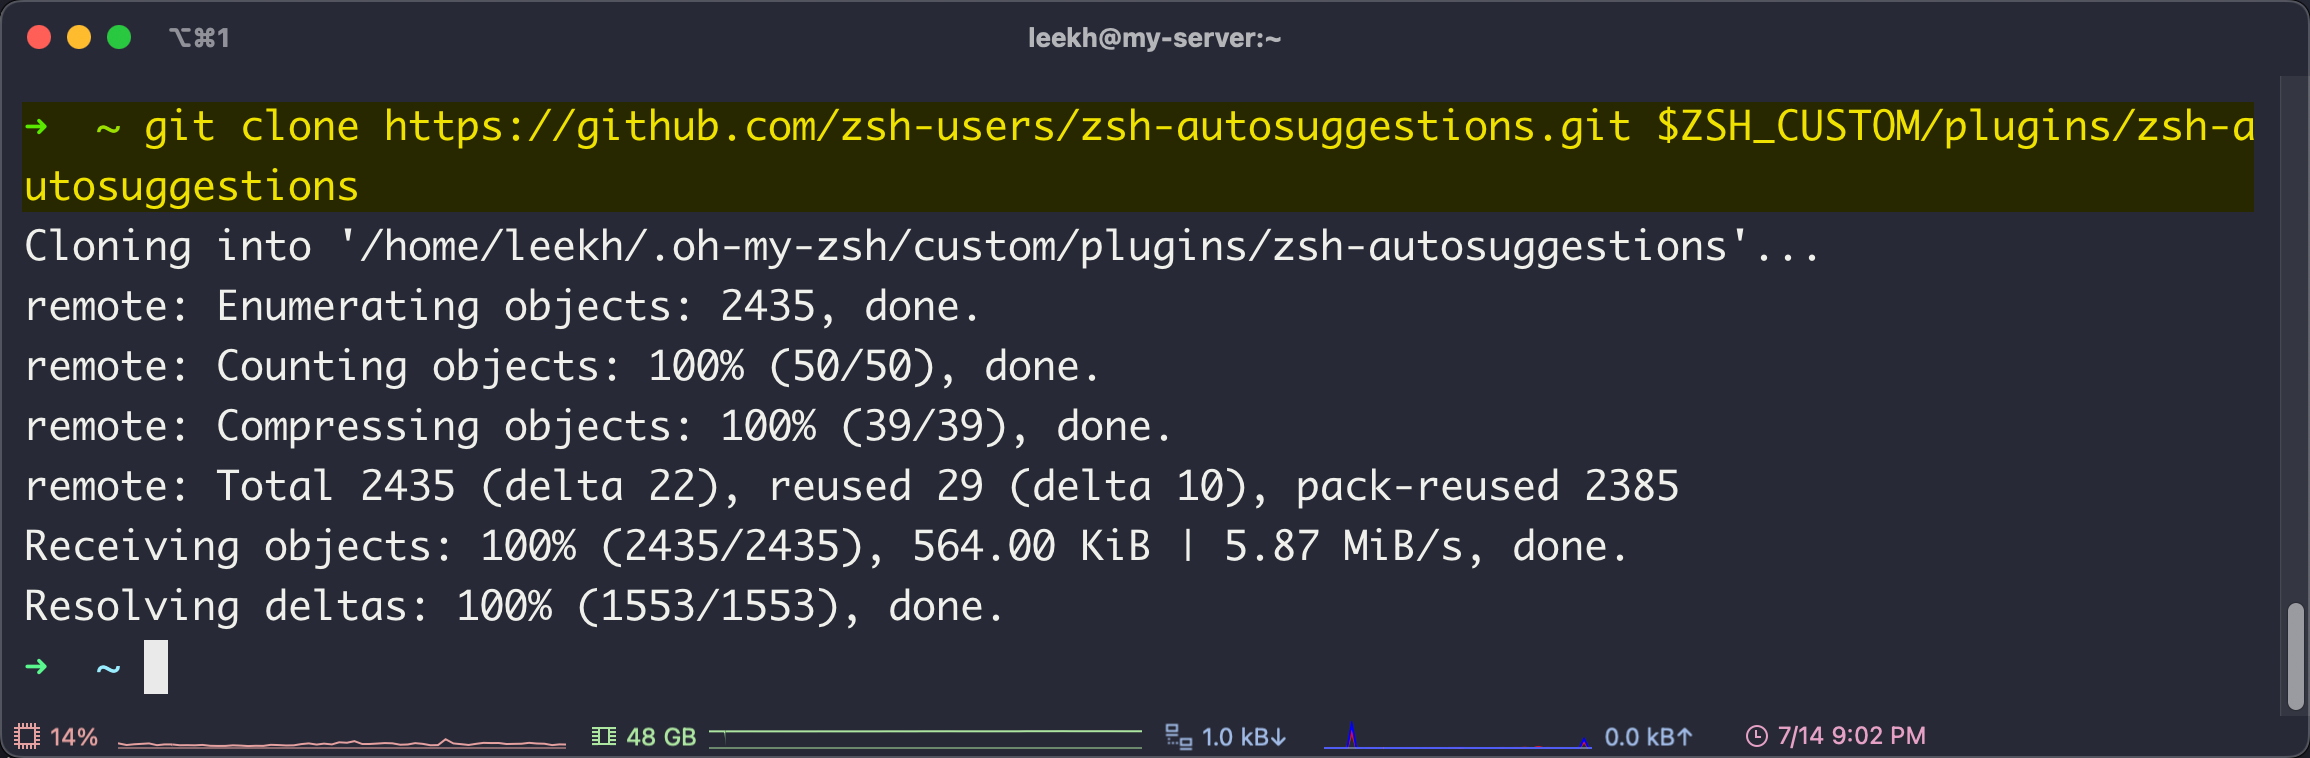 ⌥⌘1
leekh@my-server:~
→ ~ git clone https://github.com/zsh-users/zsh-autosuggestions.git $ZSH_CUSTOM/plugins/zsh-a
utosuggestions
Cloning into '/home/leekh/.oh-my-zsh/custom/plugins/zsh-autosuggestions'...
remote: Enumerating objects: 2435, done.
remote: Counting objects: 100% (50/50), done.
remote: Compressing objects: 100% (39/39), done.
remote: Total 2435 (delta 22), reused 29 (delta 10), pack-reused 2385
Receiving objects: 100% (2435/2435), 564.00 KiB | 5.87 MiB/s, done.
Resolving deltas: 100% (1553/1553), done.
→ ~
14% 48 GB 1.0 kB↓ 0.0 kB↑ 7/14 9:02 PM